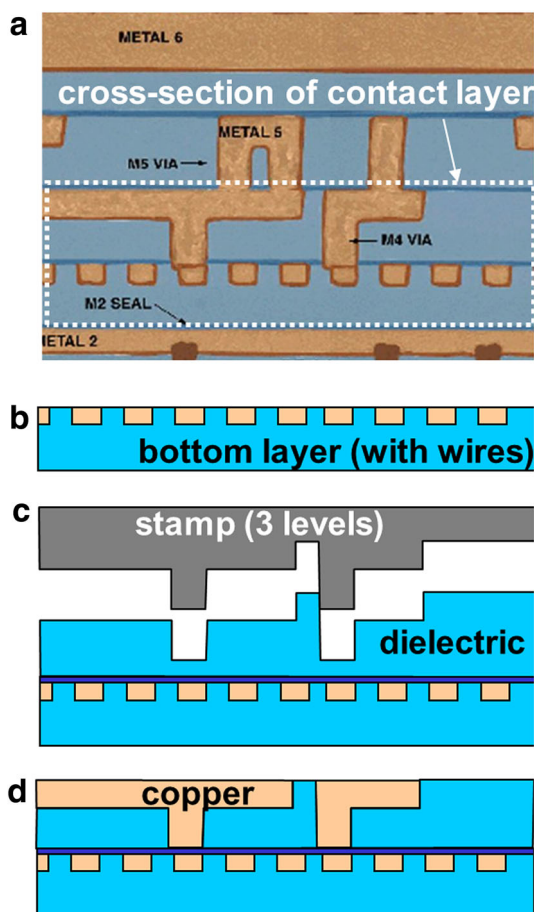 a
METAL 6
cross-section of contact layer
METAL 5
M5 VIA
M4 VIA
M2 SEAL
METAL 2
b
bottom layer (with wires)
c
stamp (3 levels)
dielectric
d
copper